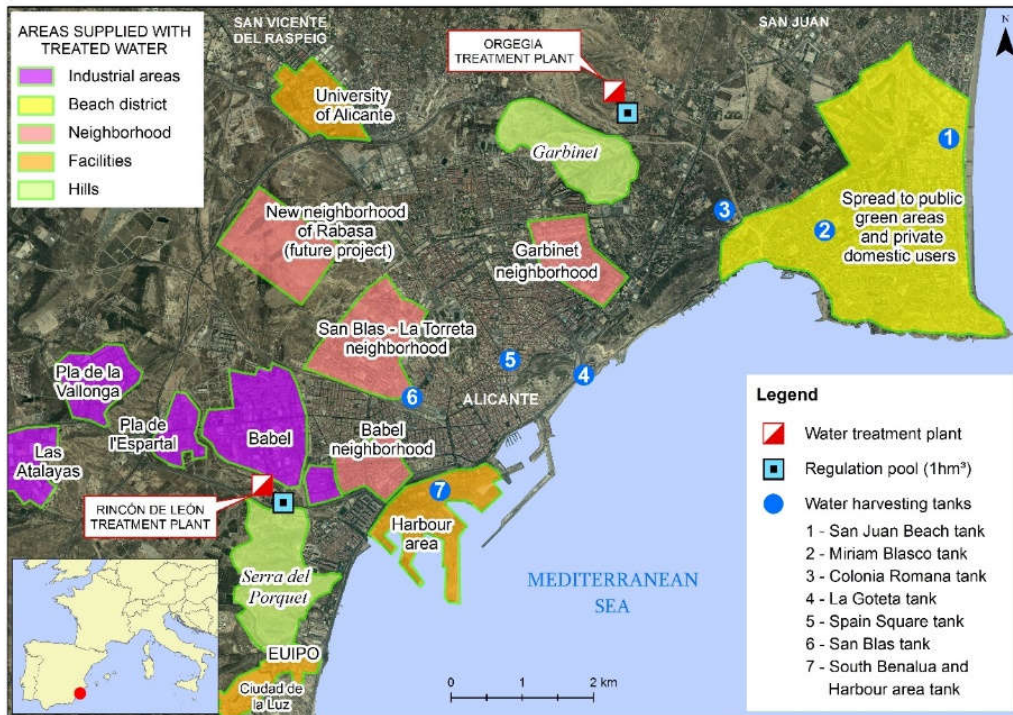 AREAS SUPPLIED WITH
TREATED WATER
Industrial areas
Beach district
Neighborhood
Facilities
Hills
SAN VICENTE
DEL RASPEIG
SAN JUAN
N
ORGEGIA
TREATMENT PLANT
University
of Alicante
Garbinet
1
New neighborhood
of Rabasa
(future project)
3
2
Spread to public
green areas
and private
domestic users
Garbinet
neighborhood
San Blas - La Torreta
neighborhood
5
4
Pla de la
Vallonga
6
ALICANTE
Pla de
l'Espartal
Babel
Babel
neighborhood
Las
Atalayas
7
Harbour
area
RINCÓN DE LEÓN
TREATMENT PLANT
Serra del
Porquet
MEDITERRANEAN
SEA
EUIPO
Ciudad de
la Luz
0 1 2 km
Legend
Water treatment plant
Regulation pool (1hm³)
Water harvesting tanks
1 - San Juan Beach tank
2 - Miriam Blasco tank
3 - Colonia Romana tank
4 - La Goteta tank
5 - Spain Square tank
6 - San Blas tank
7 - South Benalua and
Harbour area tank